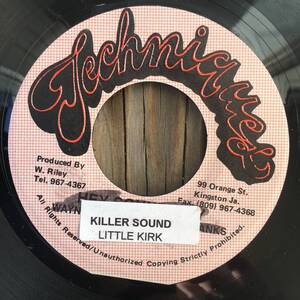 Techniques
Produced By
W. Riley
Tel. 967-4367
99 Orange St.
Kingston Ja.
Fax. (809) 967-4368
KILLER SOUND
LITTLE KIRK
All Rights Reserved/Unauthorized Copying Strictly Prohibited.